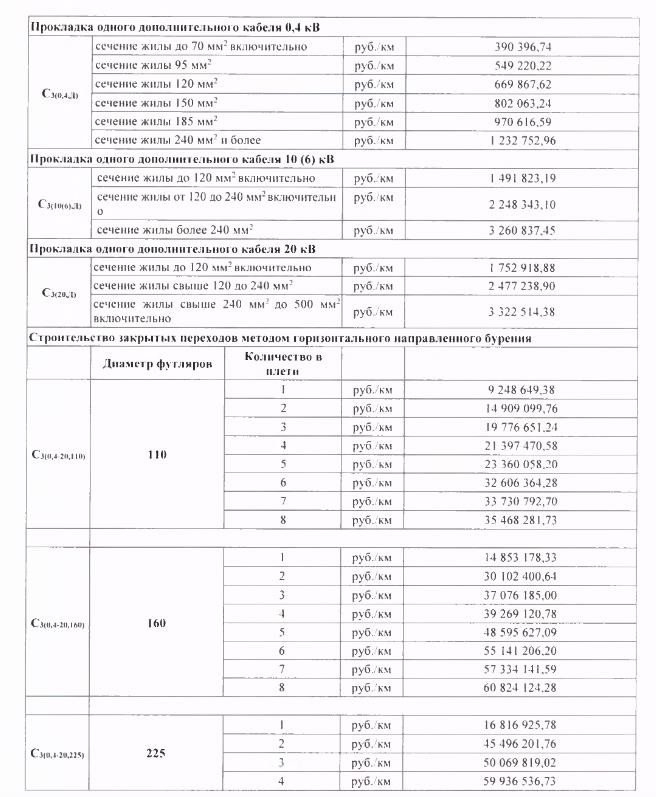 Прокладка одного дополнительного кабеля 0,4 кВ
С3(0,4,Л)
сечение жилы до 70 мм² включительно руб./км 390 396,74
сечение жилы 95 мм² руб./км 549 220,22
сечение жилы 120 мм² руб./км 669 867,62
сечение жилы 150 мм² руб./км 802 063,24
сечение жилы 185 мм² руб./км 970 616,59
сечение жилы 240 мм² и более руб./км 1 232 752,96
Прокладка одного дополнительного кабеля 10 (6) кВ
С3(10(6),Л)
сечение жилы до 120 мм² включительно руб./км 1 491 823,19
сечение жилы от 120 до 240 мм² включительн руб./км 2 248 343,10
о
сечение жилы более 240 мм² руб./км 3 260 837,45
Прокладка одного дополнительного кабеля 20 кВ
С3(20,Л)
сечение жилы до 120 мм² включительно руб./км 1 752 918,88
сечение жилы свыше 120 до 240 мм² руб./км 2 477 238,90
сечение жилы свыше 240 мм² до 500 мм² руб./км 3 322 514,38
включительно
Строительство закрытых переходов методом горизонтального направленного бурения
Диаметр футляров Количество в
плети
С3(0,4-20,110) 110
1 руб./км 9 248 649,38
2 руб./км 14 909 099,76
3 руб./км 19 776 651,24
4 руб./км 21 397 470,58
5 руб./км 23 360 058,20
6 руб./км 32 606 364,28
7 руб./км 33 730 792,70
8 руб./км 35 468 281,73
С3(0,4-20,160) 160
1 руб./км 14 853 178,33
2 руб./км 30 102 400,64
3 руб./км 37 076 185,00
4 руб./км 39 269 120,78
5 руб./км 48 595 627,09
6 руб./км 55 141 206,20
7 руб./км 57 334 141,59
8 руб./км 60 824 124,28
С3(0,4-20,225) 225
1 руб./км 16 816 925,78
2 руб./км 45 496 201,76
3 руб./км 50 069 819,02
4 руб./км 59 936 536,73